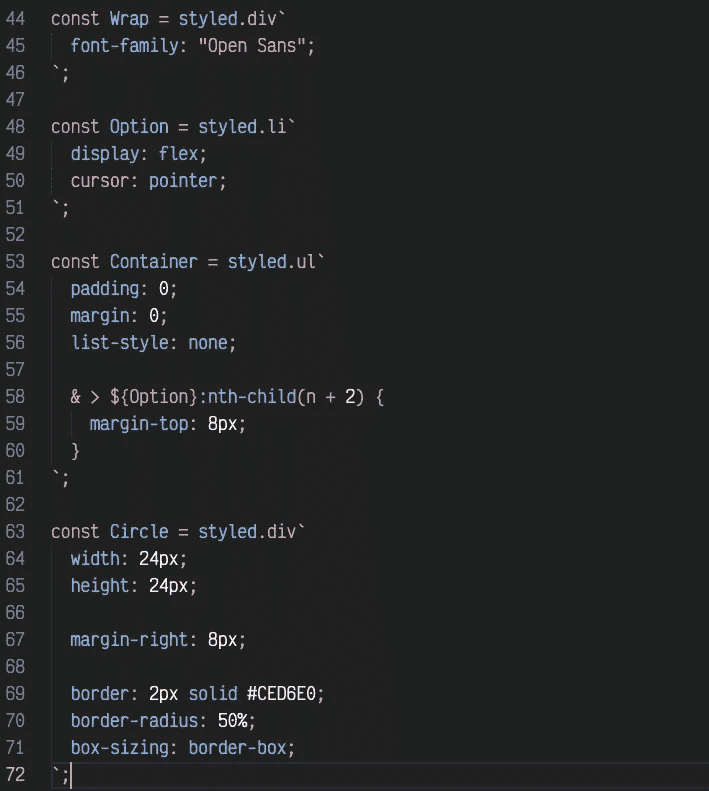 44 const Wrap = styled.div`
45   font-family: "Open Sans";
46 `;
47
48 const Option = styled.li`
49   display: flex;
50   cursor: pointer;
51 `;
52
53 const Container = styled.ul`
54   padding: 0;
55   margin: 0;
56   list-style: none;
57
58   & > ${Option}:nth-child(n + 2) {
59     margin-top: 8px;
60   }
61 `;
62
63 const Circle = styled.div`
64   width: 24px;
65   height: 24px;
66
67   margin-right: 8px;
68
69   border: 2px solid #CED6E0;
70   border-radius: 50%;
71   box-sizing: border-box;
72 `;